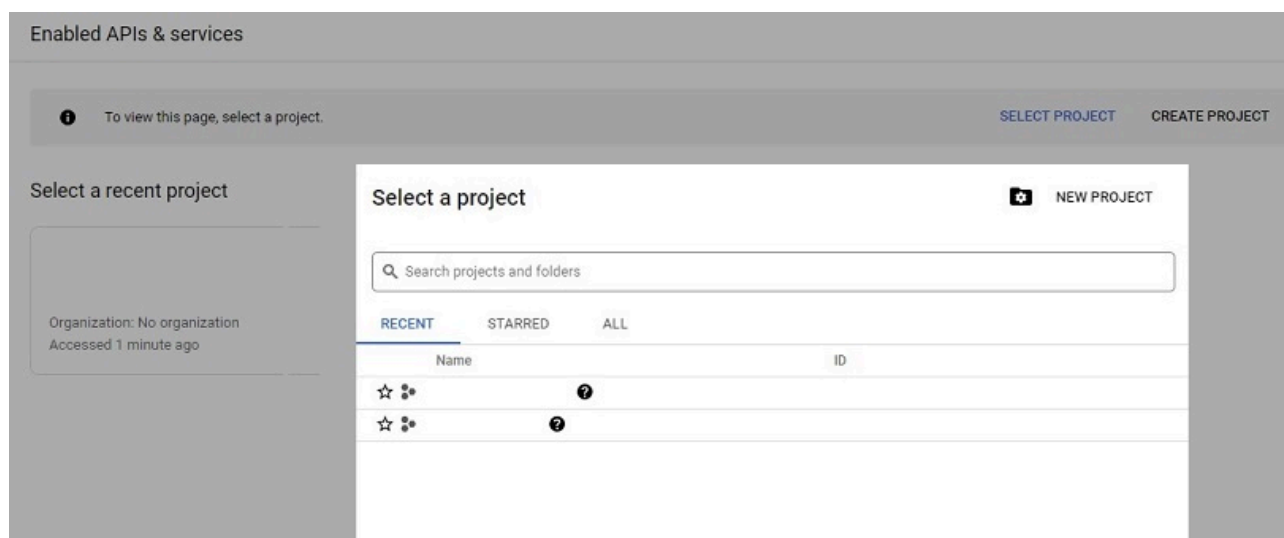 Enabled APIs & services
To view this page, select a project.
SELECT PROJECT
CREATE PROJECT
Select a recent project
Organization: No organization
Accessed 1 minute ago
Select a project
NEW PROJECT
Search projects and folders
RECENT
STARRED
ALL
Name
ID